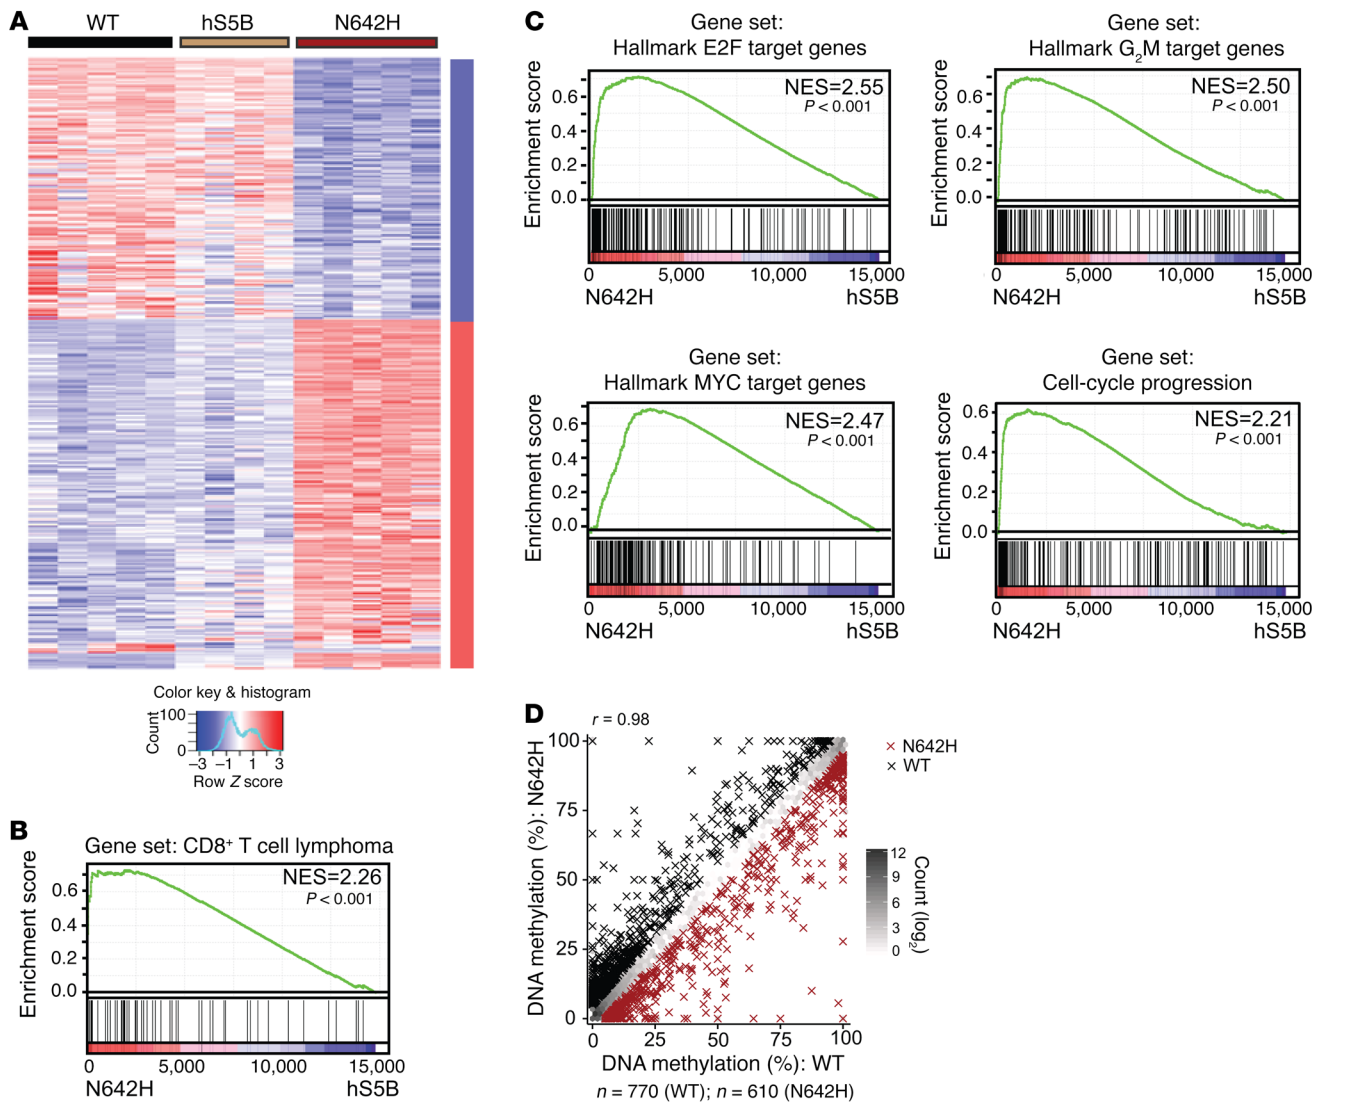 A
WT hS5B N642H
Color key & histogram
Count
100
0
−3 −1 1 3
Row Z score
B
Gene set: CD8+ T cell lymphoma
Enrichment score
NES=2.26
P < 0.001
0.6
0.4
0.2
0.0
0 5,000 10,000 15,000
N642H hS5B
C
Gene set:
Hallmark E2F target genes
Enrichment score
NES=2.55
P < 0.001
0.6
0.4
0.2
0.0
0 5,000 10,000 15,000
N642H hS5B
Gene set:
Hallmark G2M target genes
Enrichment score
NES=2.50
P < 0.001
0.6
0.4
0.2
0.0
0 5,000 10,000 15,000
N642H hS5B
Gene set:
Hallmark MYC target genes
Enrichment score
NES=2.47
P < 0.001
0.6
0.4
0.2
0.0
0 5,000 10,000 15,000
N642H hS5B
Gene set:
Cell-cycle progression
Enrichment score
NES=2.21
P < 0.001
0.6
0.4
0.2
0.0
0 5,000 10,000 15,000
N642H hS5B
D
r = 0.98
DNA methylation (%): N642H
100
75
50
25
0
0 25 50 75 100
DNA methylation (%): WT
n = 770 (WT); n = 610 (N642H)
N642H
WT
Count (log2)
12
9
6
3
0